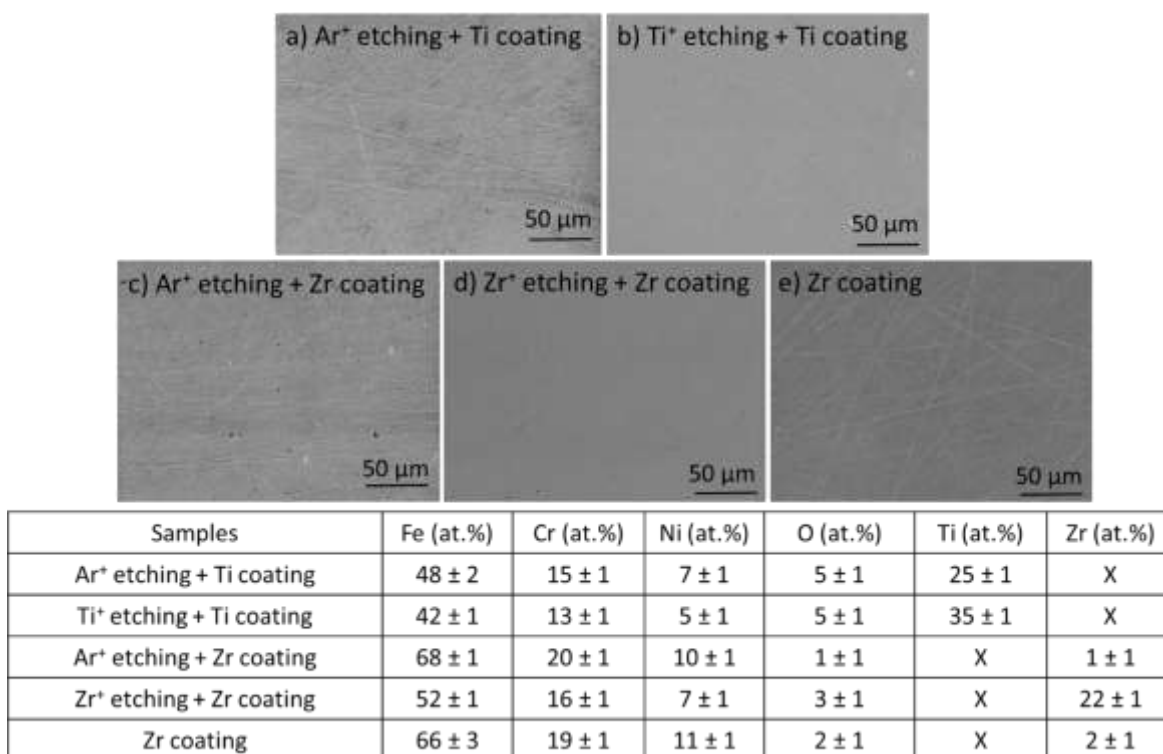 a) Ar⁺ etching + Ti coating
50 µm
b) Ti⁺ etching + Ti coating
50 µm
c) Ar⁺ etching + Zr coating
50 µm
d) Zr⁺ etching + Zr coating
50 µm
e) Zr coating
50 µm
Samples Fe (at.%) Cr (at.%) Ni (at.%) O (at.%) Ti (at.%) Zr (at.%)
Ar⁺ etching + Ti coating 48 ± 2 15 ± 1 7 ± 1 5 ± 1 25 ± 1 X
Ti⁺ etching + Ti coating 42 ± 1 13 ± 1 5 ± 1 5 ± 1 35 ± 1 X
Ar⁺ etching + Zr coating 68 ± 1 20 ± 1 10 ± 1 1 ± 1 X 1 ± 1
Zr⁺ etching + Zr coating 52 ± 1 16 ± 1 7 ± 1 3 ± 1 X 22 ± 1
Zr coating 66 ± 3 19 ± 1 11 ± 1 2 ± 1 X 2 ± 1